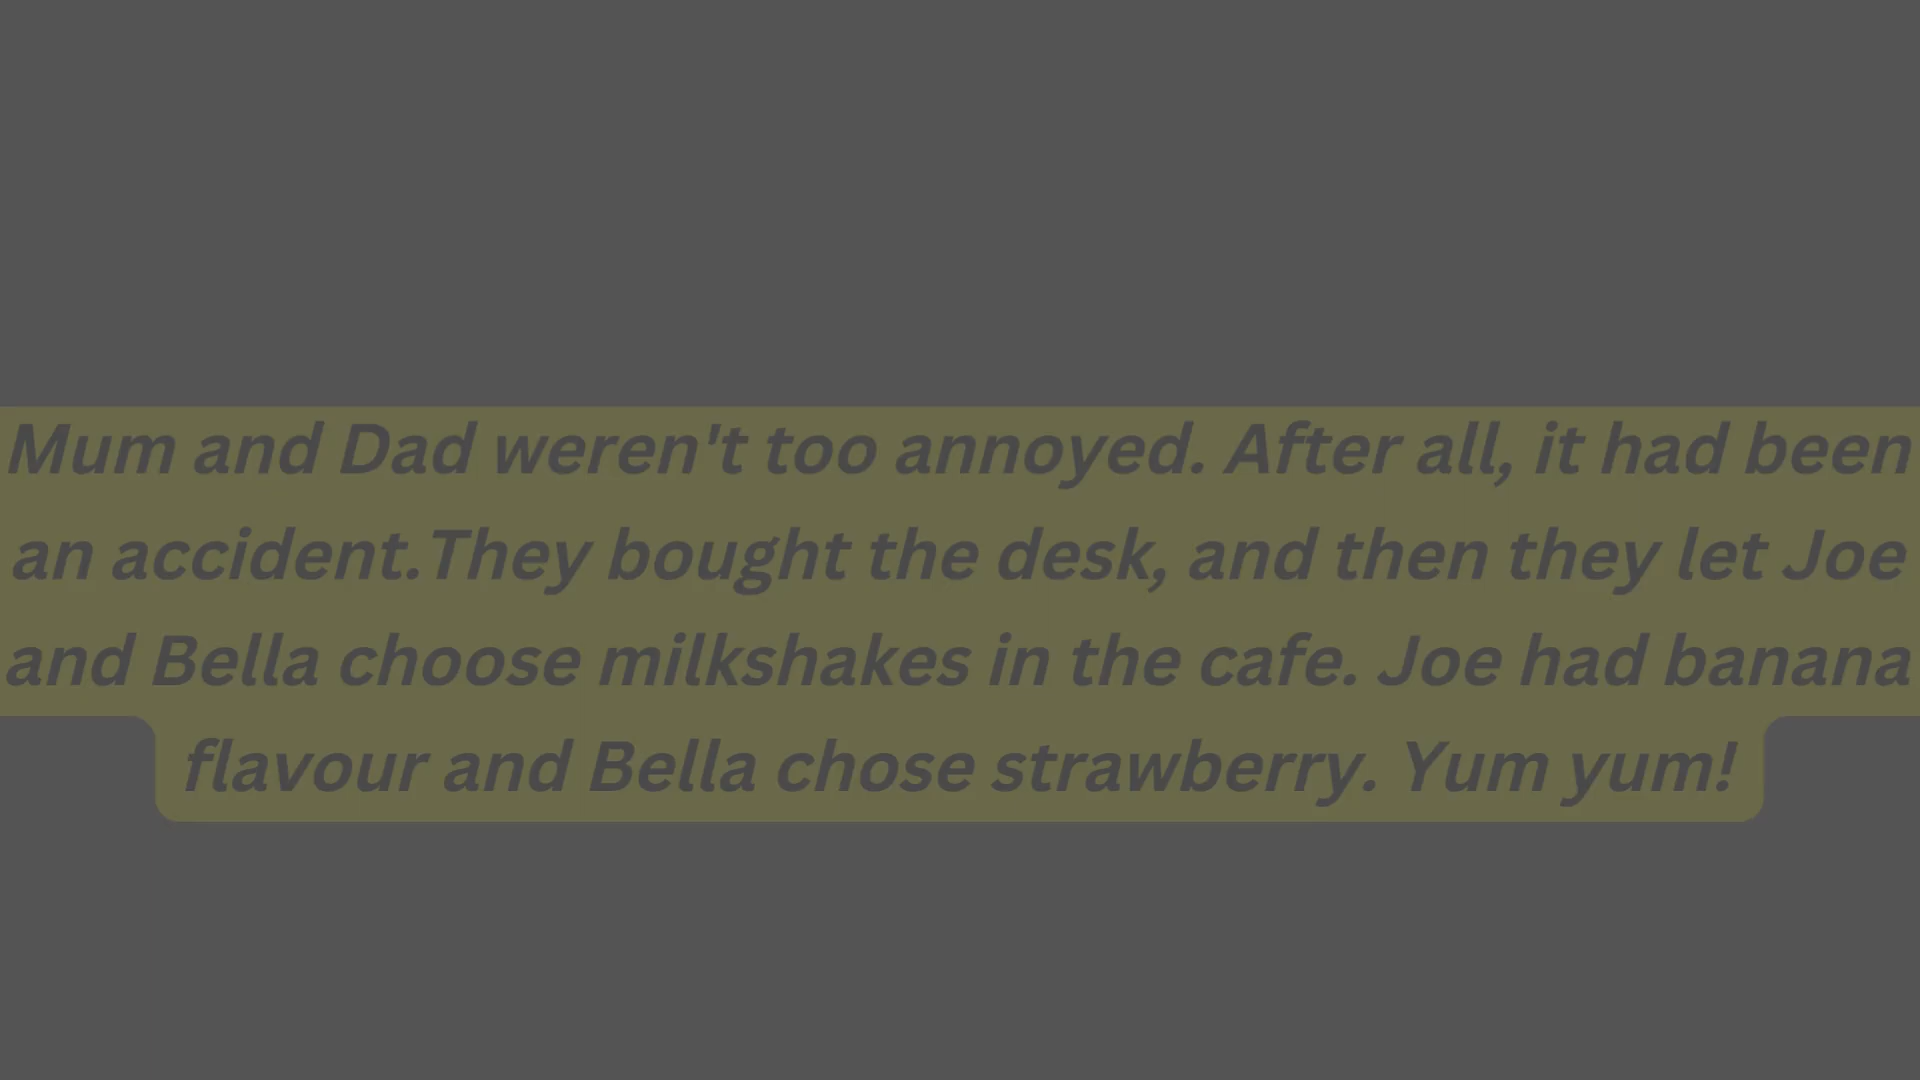 Mum and Dad weren't too annoyed. After all, it had been
an accident.They bought the desk, and then they let Joe
and Bella choose milkshakes in the cafe. Joe had banana
flavour and Bella chose strawberry. Yum yum!